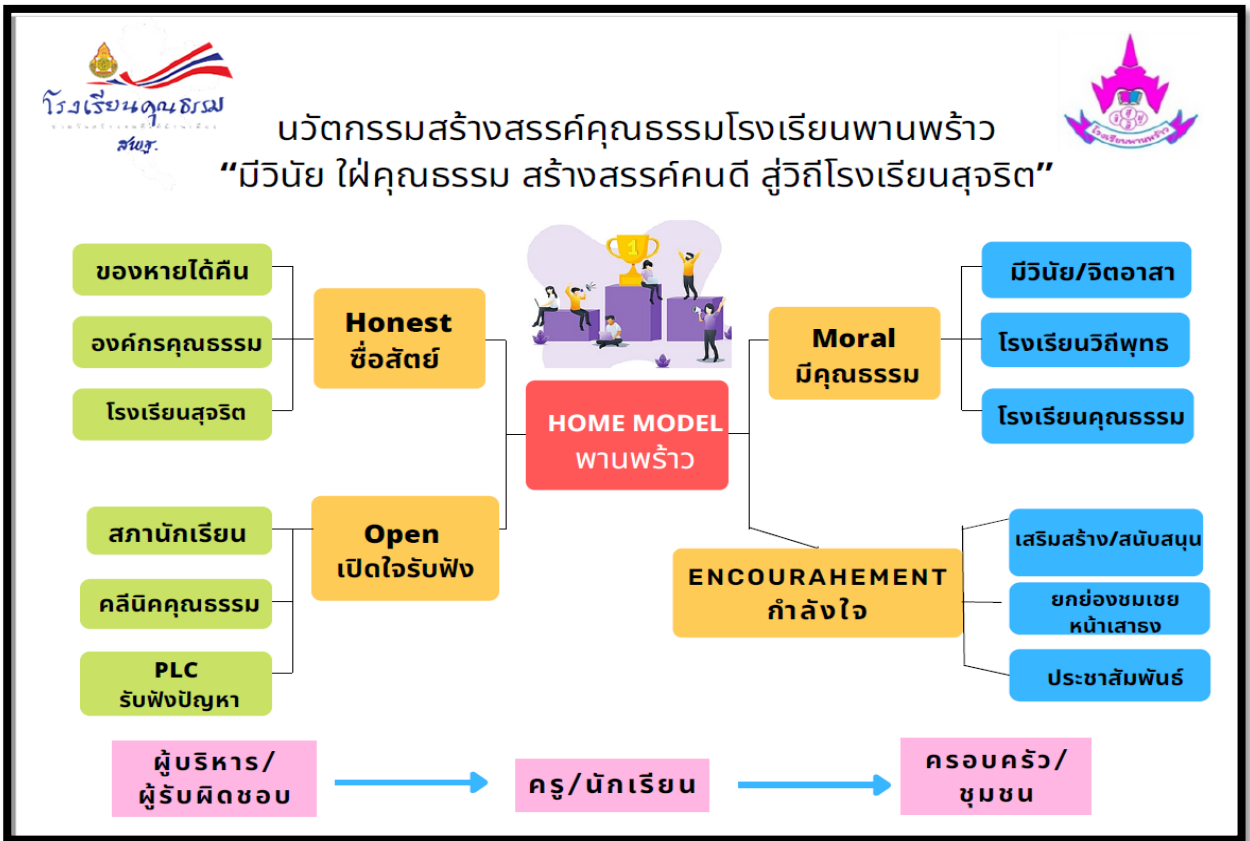 โรงเรียนคุณธรรม
สพฐ.
โรงเรียนพานพร้าว
นวัตกรรมสร้างสรรค์คุณธรรมโรงเรียนพานพร้าว
“มีวินัย ใฝ่คุณธรรม สร้างสรรค์คนดี สู่วิถีโรงเรียนสุจริต”
1
ของหายได้คืน
องค์กรคุณธรรม
โรงเรียนสุจริต
Honest
ซื่อสัตย์
สภานักเรียน
คลีนิคคุณธรรม
PLC
รับฟังปัญหา
Open
เปิดใจรับฟัง
HOME MODEL
พานพร้าว
Moral
มีคุณธรรม
มีวินัย/จิตอาสา
โรงเรียนวิถีพุทธ
โรงเรียนคุณธรรม
ENCOURAHEMENT
กำลังใจ
เสริมสร้าง/สนับสนุน
ยกย่องชมเชย
หน้าเสาธง
ประชาสัมพันธ์
ผู้บริหาร/
ผู้รับผิดชอบ
ครู/นักเรียน
ครอบครัว/
ชุมชน